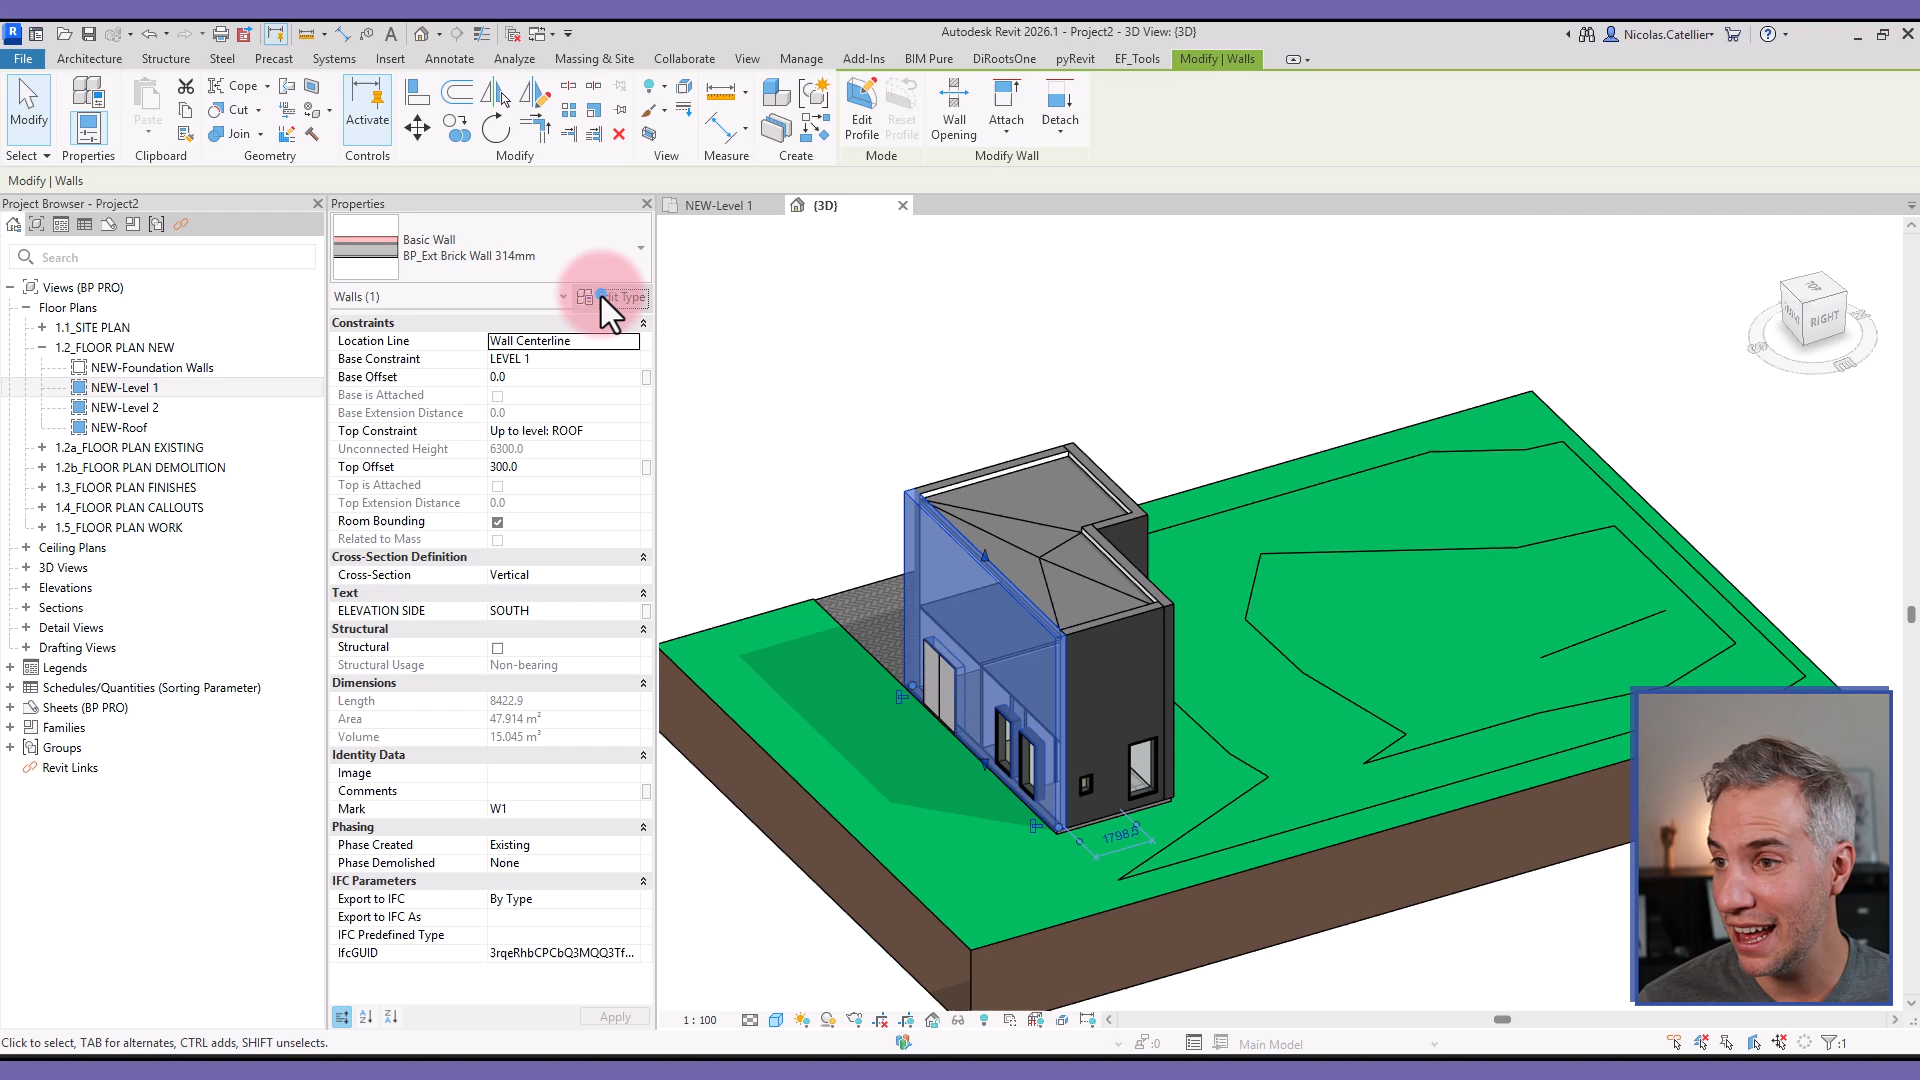 Autodesk Revit 2026.1 - Project2 - 3D View: {3D}
Nicolas.Catellier
File Architecture Structure Steel Precast Systems Insert Annotate Analyze Massing & Site Collaborate View Manage Add-Ins BIM Pure DiRootsOne pyRevit EF_Tools Modify | Walls
Modify
Paste
Cope
Cut
Join
Activate
Edit Profile
Reset Profile
Wall Opening
Attach
Detach
Select Properties Clipboard Geometry Controls Modify View Measure Create Mode Modify Wall
Modify | Walls
Project Browser - Project2
Search
Views (BP PRO)
Floor Plans
1.1_SITE PLAN
1.2_FLOOR PLAN NEW
NEW-Foundation Walls
NEW-Level 1
NEW-Level 2
NEW-Roof
1.2a_FLOOR PLAN EXISTING
1.2b_FLOOR PLAN DEMOLITION
1.3_FLOOR PLAN FINISHES
1.4_FLOOR PLAN CALLOUTS
1.5_FLOOR PLAN WORK
Ceiling Plans
3D Views
Elevations
Sections
Detail Views
Drafting Views
Legends
Schedules/Quantities (Sorting Parameter)
Sheets (BP PRO)
Families
Groups
Revit Links
Properties
Basic Wall
BP_Ext Brick Wall 314mm
Walls (1)
Type
Constraints
Location Line Wall Centerline
Base Constraint LEVEL 1
Base Offset 0.0
Base is Attached
Base Extension Distance 0.0
Top Constraint Up to level: ROOF
Unconnected Height 6300.0
Top Offset 300.0
Top is Attached
Top Extension Distance 0.0
Room Bounding
Related to Mass
Cross-Section Definition
Cross-Section Vertical
Text
ELEVATION SIDE SOUTH
Structural
Structural
Structural Usage Non-bearing
Dimensions
Length 8422.9
Area 47.914 m²
Volume 15.045 m³
Identity Data
Image
Comments
Mark W1
Phasing
Phase Created Existing
Phase Demolished None
IFC Parameters
Export to IFC By Type
Export to IFC As
IFC Predefined Type
IfcGUID 3rqeRhbCPCbQ3MQQ3Tf...
Apply
NEW-Level 1
{3D}
TOP
RIGHT
1798.5
1 : 100
Click to select, TAB for alternates, CTRL adds, SHIFT unselects.
:0
Main Model
:1